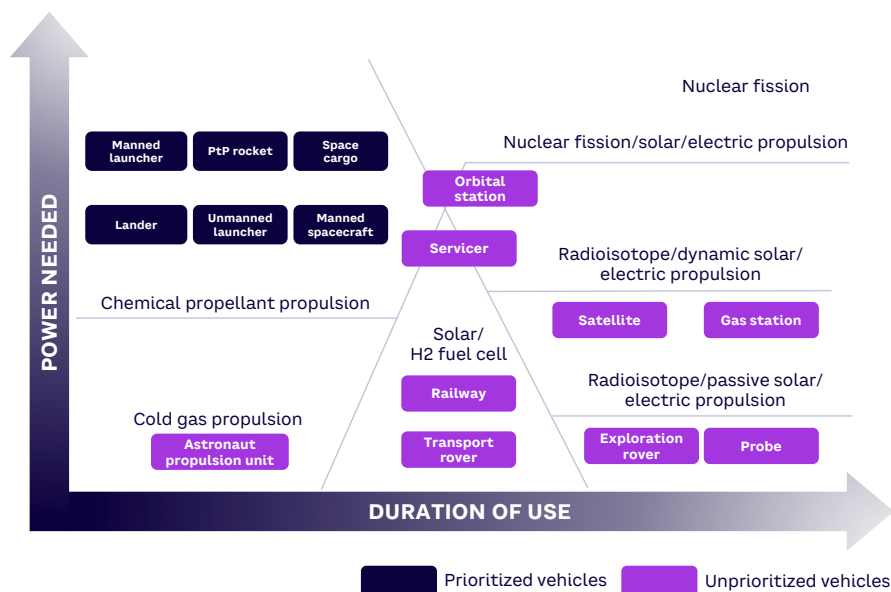 Nuclear fission
Nuclear fission/solar/electric propulsion
Manned
launcher
PtP rocket
Space
cargo
Orbital
station
Lander
Unmanned
launcher
Manned
spacecraft
Servicer
Radioisotope/dynamic solar/
electric propulsion
Chemical propellant propulsion
Satellite
Gas station
Solar/
H2 fuel cell
Railway
Radioisotope/passive solar/
electric propulsion
Cold gas propulsion
Astronaut
propulsion unit
Transport
rover
Exploration
rover
Probe
POWER NEEDED
DURATION OF USE
Prioritized vehicles
Unprioritized vehicles